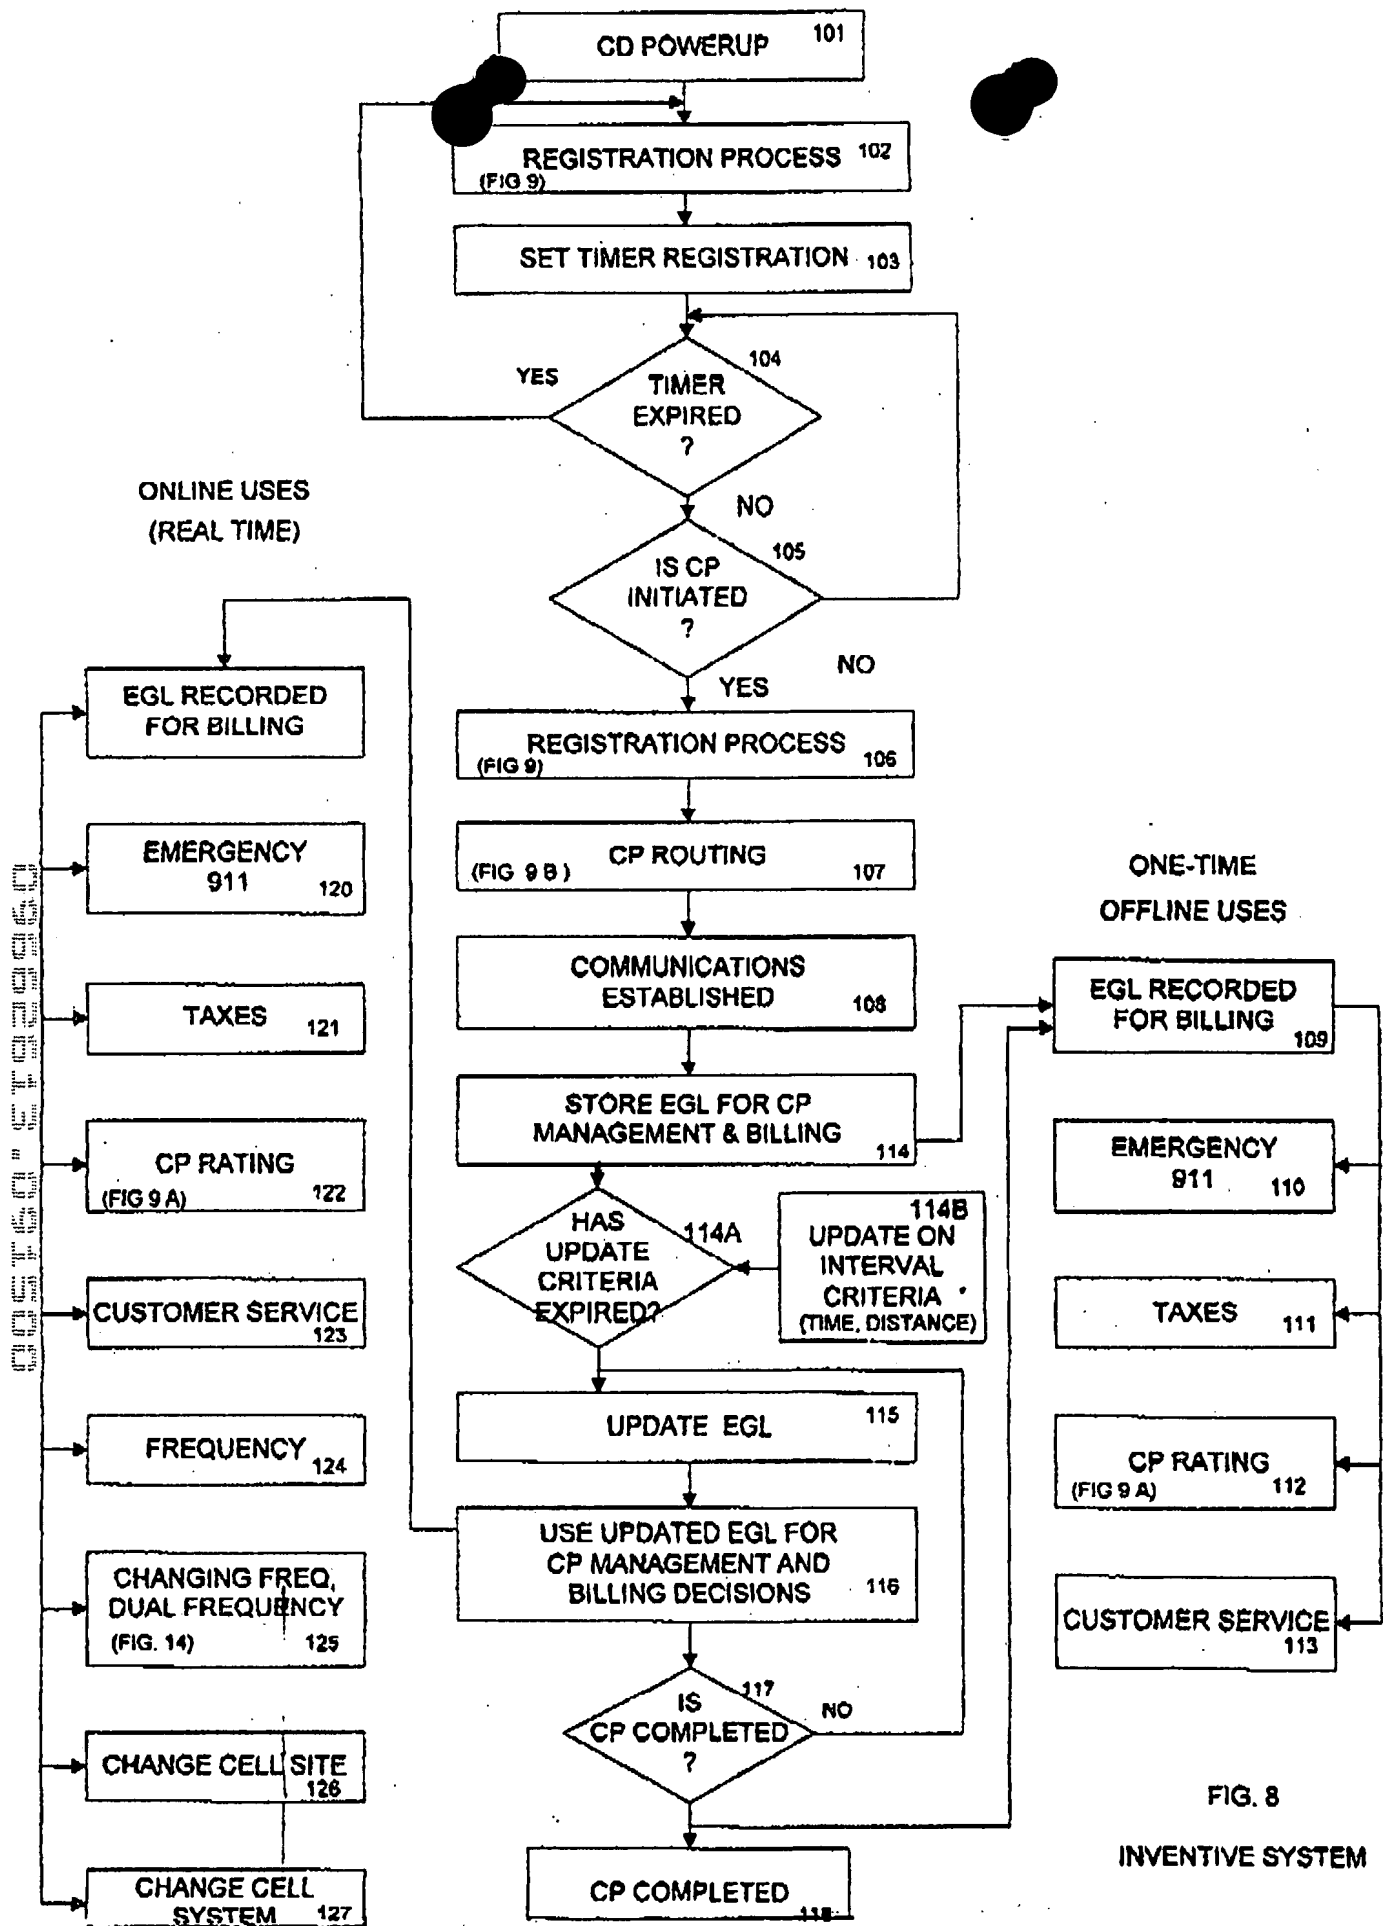 CD POWERUP 101
REGISTRATION PROCESS 102
(FIG 9)
SET TIMER REGISTRATION 103
104
TIMER
EXPIRED
?
YES
NO
105
IS CP
INITIATED
?
NO
YES
REGISTRATION PROCESS
(FIG 9) 106
CP ROUTING
(FIG 9 B) 107
COMMUNICATIONS
ESTABLISHED 108
STORE EGL FOR CP
MANAGEMENT & BILLING 114
114A
HAS
UPDATE
CRITERIA
EXPIRED?
114B
UPDATE ON
INTERVAL
CRITERIA
(TIME, DISTANCE)
UPDATE EGL 115
USE UPDATED EGL FOR
CP MANAGEMENT AND
BILLING DECISIONS 116
117
IS
CP COMPLETED
?
NO
CP COMPLETED
118
ONLINE USES
(REAL TIME)
EGL RECORDED
FOR BILLING
EMERGENCY
911 120
TAXES 121
CP RATING
(FIG 9 A) 122
CUSTOMER SERVICE
123
FREQUENCY 124
CHANGING FREQ,
DUAL FREQUENCY
(FIG. 14) 125
CHANGE CELL SITE
126
CHANGE CELL
SYSTEM 127
ONE-TIME
OFFLINE USES
EGL RECORDED
FOR BILLING 109
EMERGENCY
911 110
TAXES 111
CP RATING
(FIG 9 A) 112
CUSTOMER SERVICE
113
FIG. 8
INVENTIVE SYSTEM